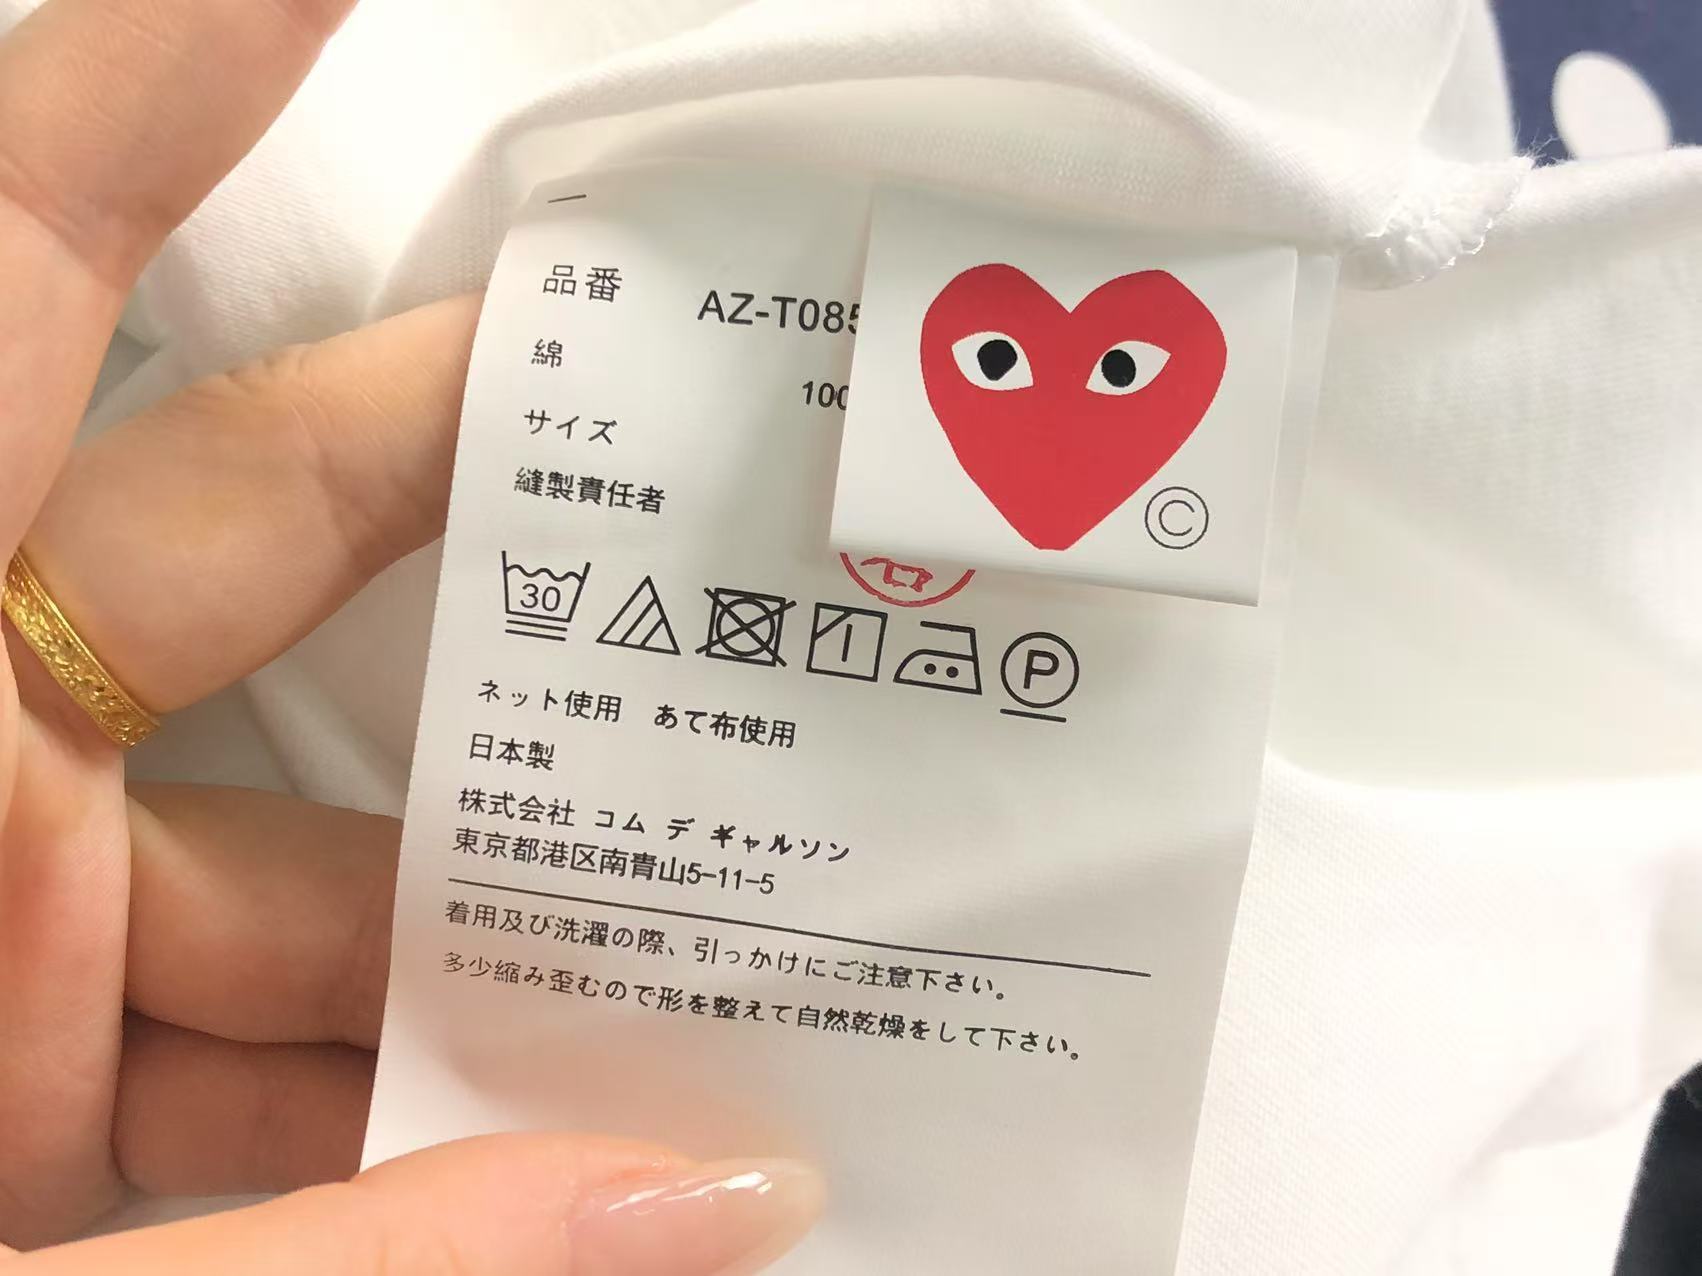 品番 AZ-T085
綿 100
サイズ
縫製責任者
©
30
P
ネット使用 あて布使用
日本製
株式会社 コム デ ギャルソン
東京都港区南青山5-11-5
着用及び洗濯の際、引っかけにご注意下さい。
多少縮み歪むので形を整えて自然乾燥をして下さい。